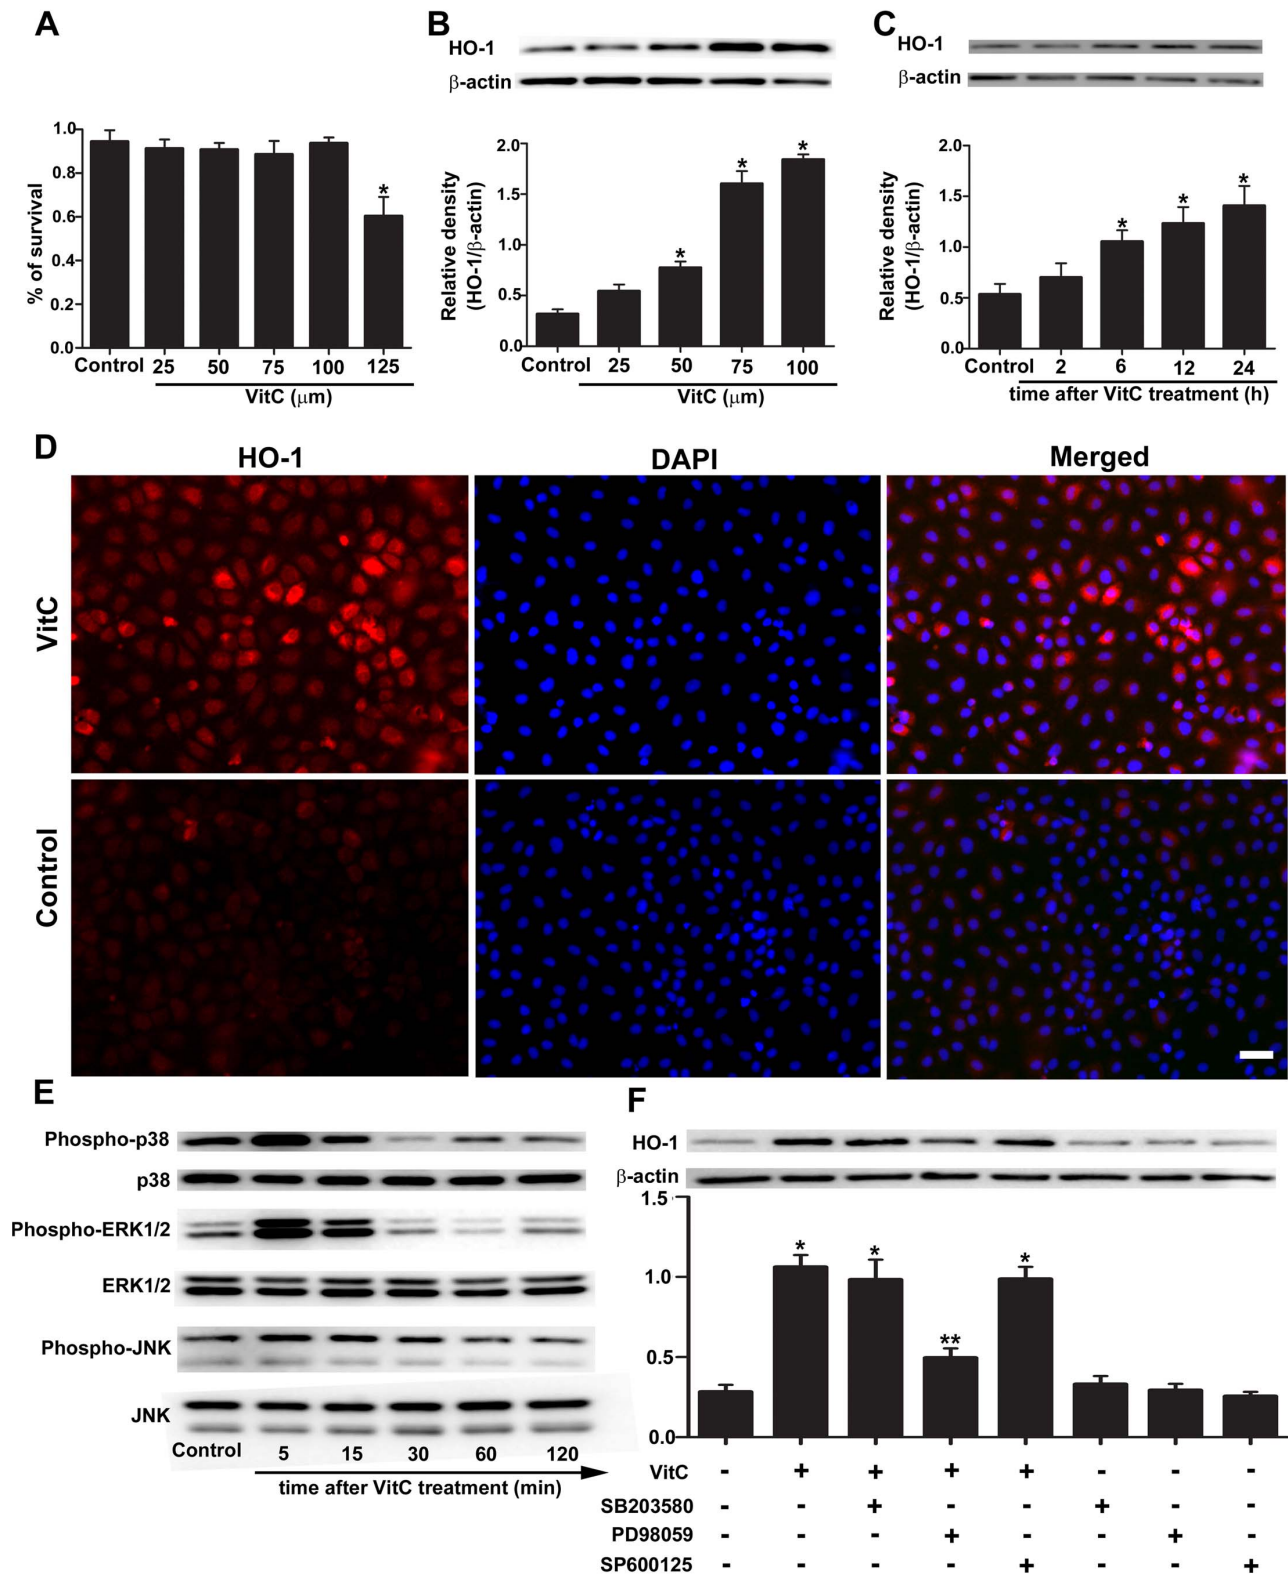 A
% of survival
1.0
0.8
0.6
0.4
0.2
0.0
*
Control 25 50 75 100 125
VitC (μm)
B
HO-1
β-actin
Relative density
(HO-1/β-actin)
2.0
1.5
1.0
0.5
0.0
* * *
Control 25 50 75 100
VitC (μm)
C
HO-1
β-actin
Relative density
(HO-1/β-actin)
2.0
1.5
1.0
0.5
0.0
* * *
Control 2 6 12 24
time after VitC treatment (h)
D
HO-1 DAPI Merged
VitC
Control
E
Phospho-p38
p38
Phospho-ERK1/2
ERK1/2
Phospho-JNK
JNK
Control 5 15 30 60 120
time after VitC treatment (min)
F
HO-1
β-actin
1.5
1.0
0.5
0.0
* * ** *
VitC - + + + + - - -
SB203580 - - + - - + - -
PD98059 - - - + - - + -
SP600125 - - - - + - - +